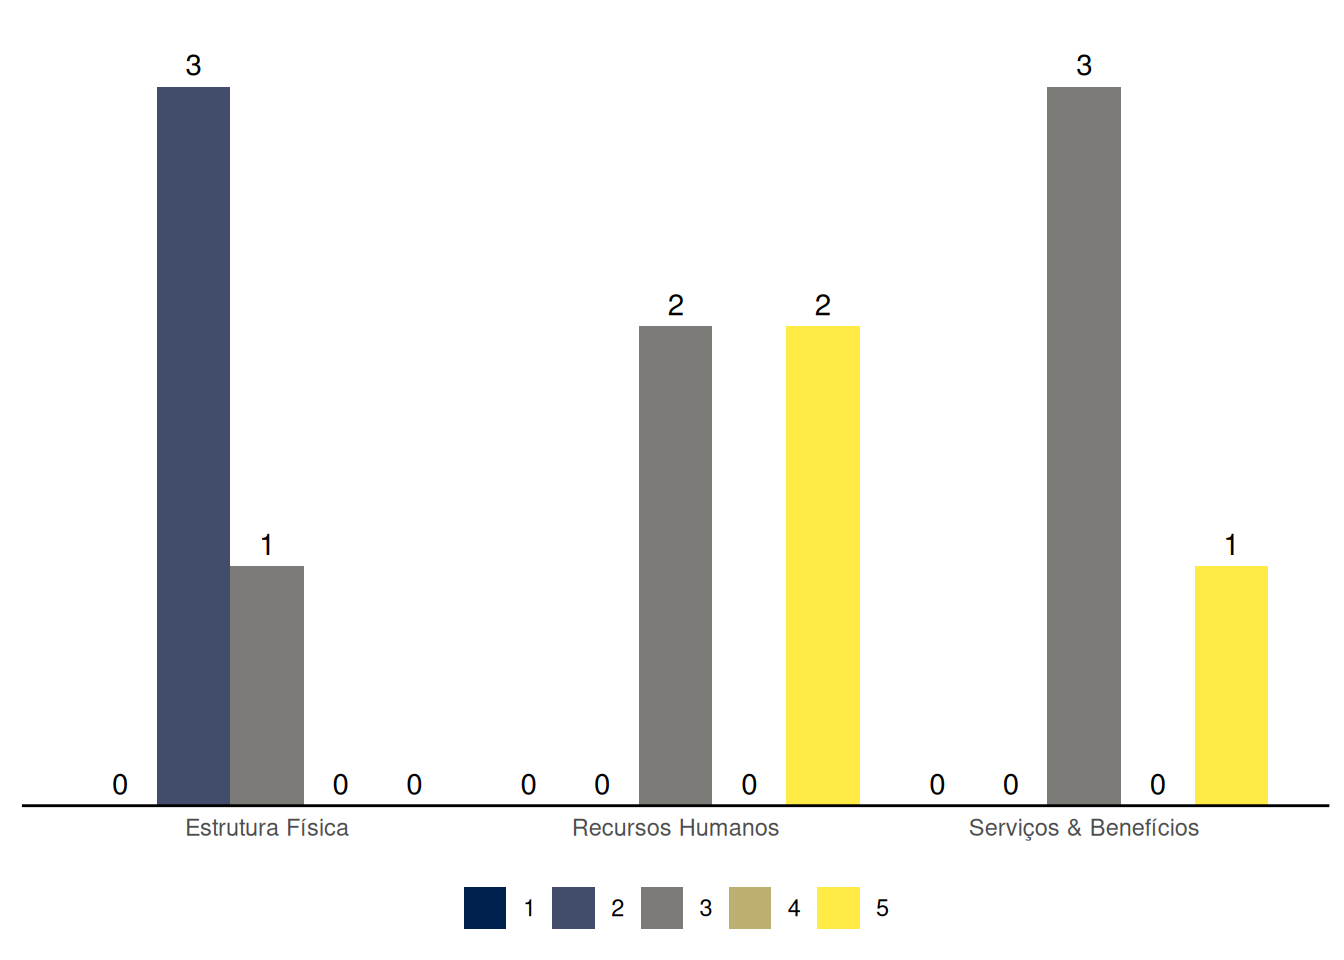 3 3
2 2
1 1
0 0 0 0 0 0 0 0 0
Estrutura Física Recursos Humanos Serviços & Benefícios
1 2 3 4 5